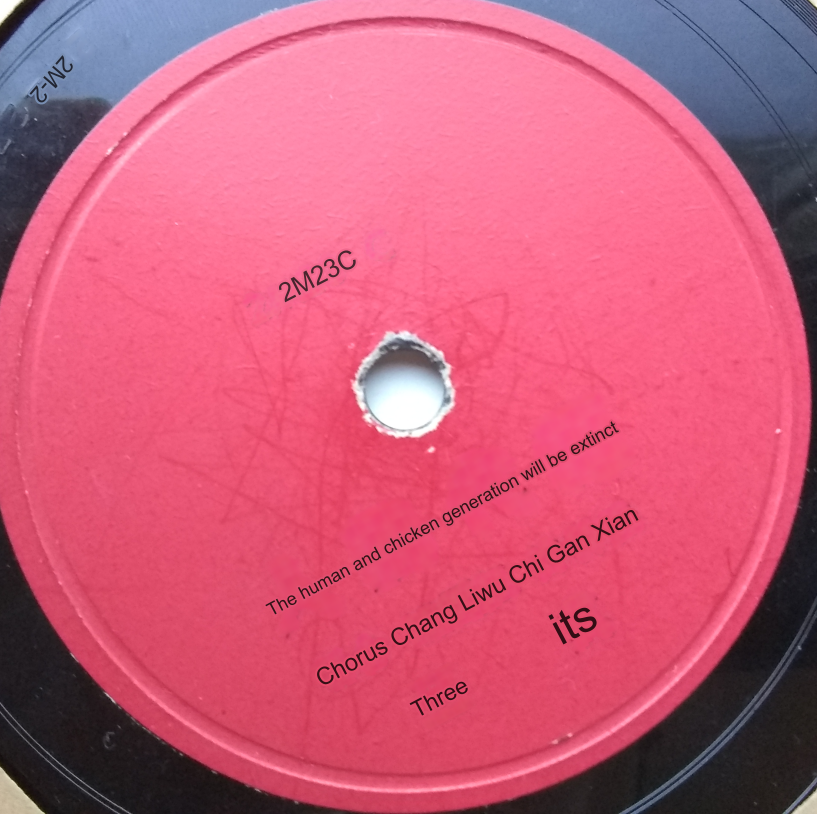 2M-2
2M23C
The human and chicken generation will be extinct
Chorus Chang Liwu Chi Gan Xian
its
Three